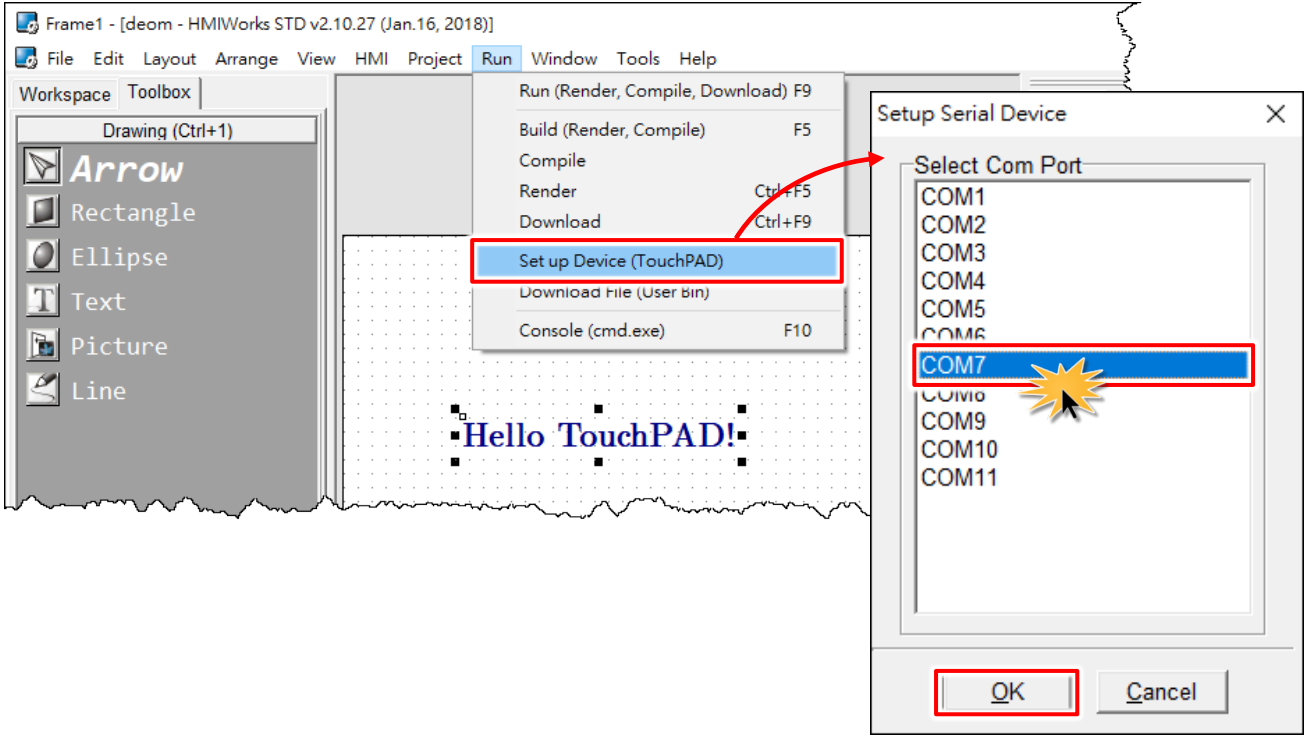 Frame1 - [deom - HMIWorks STD v2.10.27 (Jan.16, 2018)]
File Edit Layout Arrange View HMI Project Run Window Tools Help
Workspace Toolbox
Drawing (Ctrl+1)
Arrow
Rectangle
Ellipse
Text
Picture
Line
Run (Render, Compile, Download) F9
Build (Render, Compile) F5
Compile
Render Ctrl+F5
Download Ctrl+F9
Set up Device (TouchPAD)
Download File (User Bin)
Console (cmd.exe) F10
Hello TouchPAD!
Setup Serial Device
Select Com Port
COM1
COM2
COM3
COM4
COM5
COM6
COM7
COM8
COM9
COM10
COM11
OK Cancel